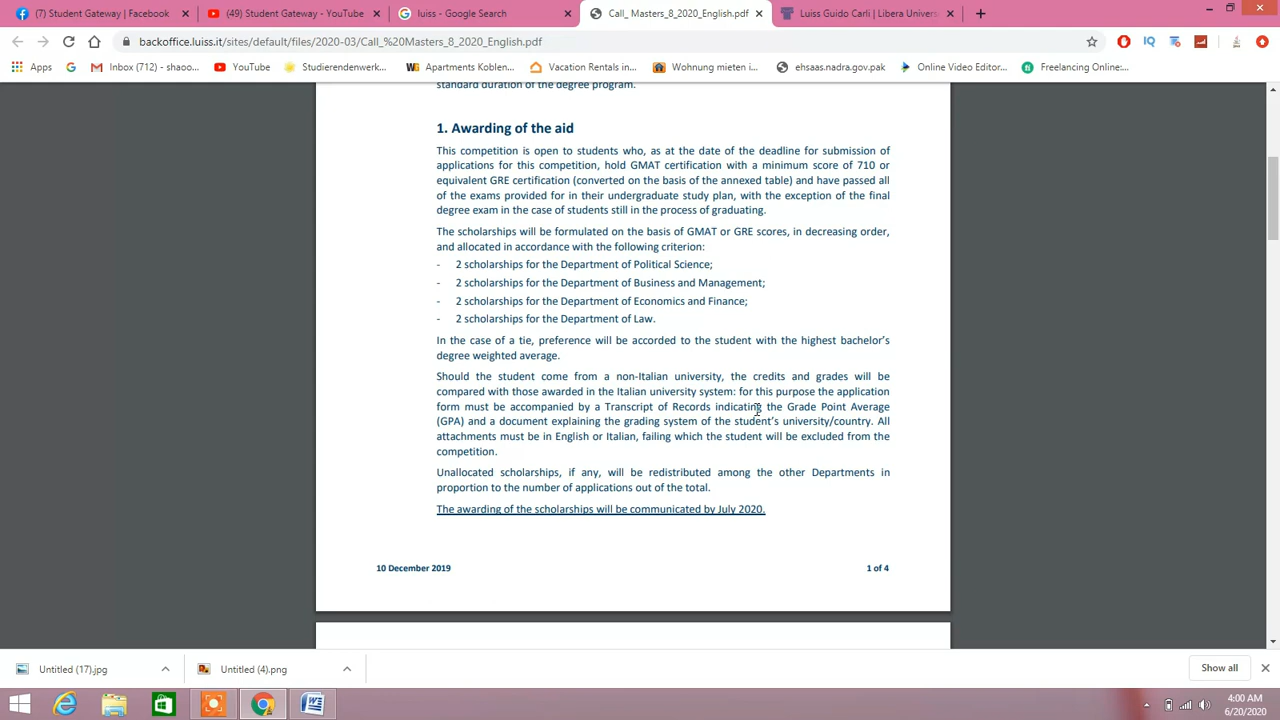 (7) Student Gateway | Facebook
(49) Student Gateway - YouTube
luiss - Google Search
Call_ Masters_8_2020_English.pdf
Luiss Guido Carli | Libera Univers
backoffice.luiss.it/sites/default/files/2020-03/Call_%20Masters_8_2020_English.pdf
Apps
Inbox (712) - shaoo...
YouTube
Studierendenwerk...
Apartments Koblen...
Vacation Rentals in...
Wohnung mieten i...
ehsaas.nadra.gov.pk
Online Video Editor...
Freelancing Online:...
standard duration of the degree program.
1. Awarding of the aid
This competition is open to students who, as at the date of the deadline for submission of
applications for this competition, hold GMAT certification with a minimum score of 710 or
equivalent GRE certification (converted on the basis of the annexed table) and have passed all
of the exams provided for in their undergraduate study plan, with the exception of the final
degree exam in the case of students still in the process of graduating.
The scholarships will be formulated on the basis of GMAT or GRE scores, in decreasing order,
and allocated in accordance with the following criterion:
- 2 scholarships for the Department of Political Science;
- 2 scholarships for the Department of Business and Management;
- 2 scholarships for the Department of Economics and Finance;
- 2 scholarships for the Department of Law.
In the case of a tie, preference will be accorded to the student with the highest bachelor's
degree weighted average.
Should the student come from a non-Italian university, the credits and grades will be
compared with those awarded in the Italian university system: for this purpose the application
form must be accompanied by a Transcript of Records indicating the Grade Point Average
(GPA) and a document explaining the grading system of the student's university/country. All
attachments must be in English or Italian, failing which the student will be excluded from the
competition.
Unallocated scholarships, if any, will be redistributed among the other Departments in
proportion to the number of applications out of the total.
The awarding of the scholarships will be communicated by July 2020.
10 December 2019
1 of 4
Untitled (17).jpg
Untitled (4).png
Show all
4:00 AM
6/20/2020